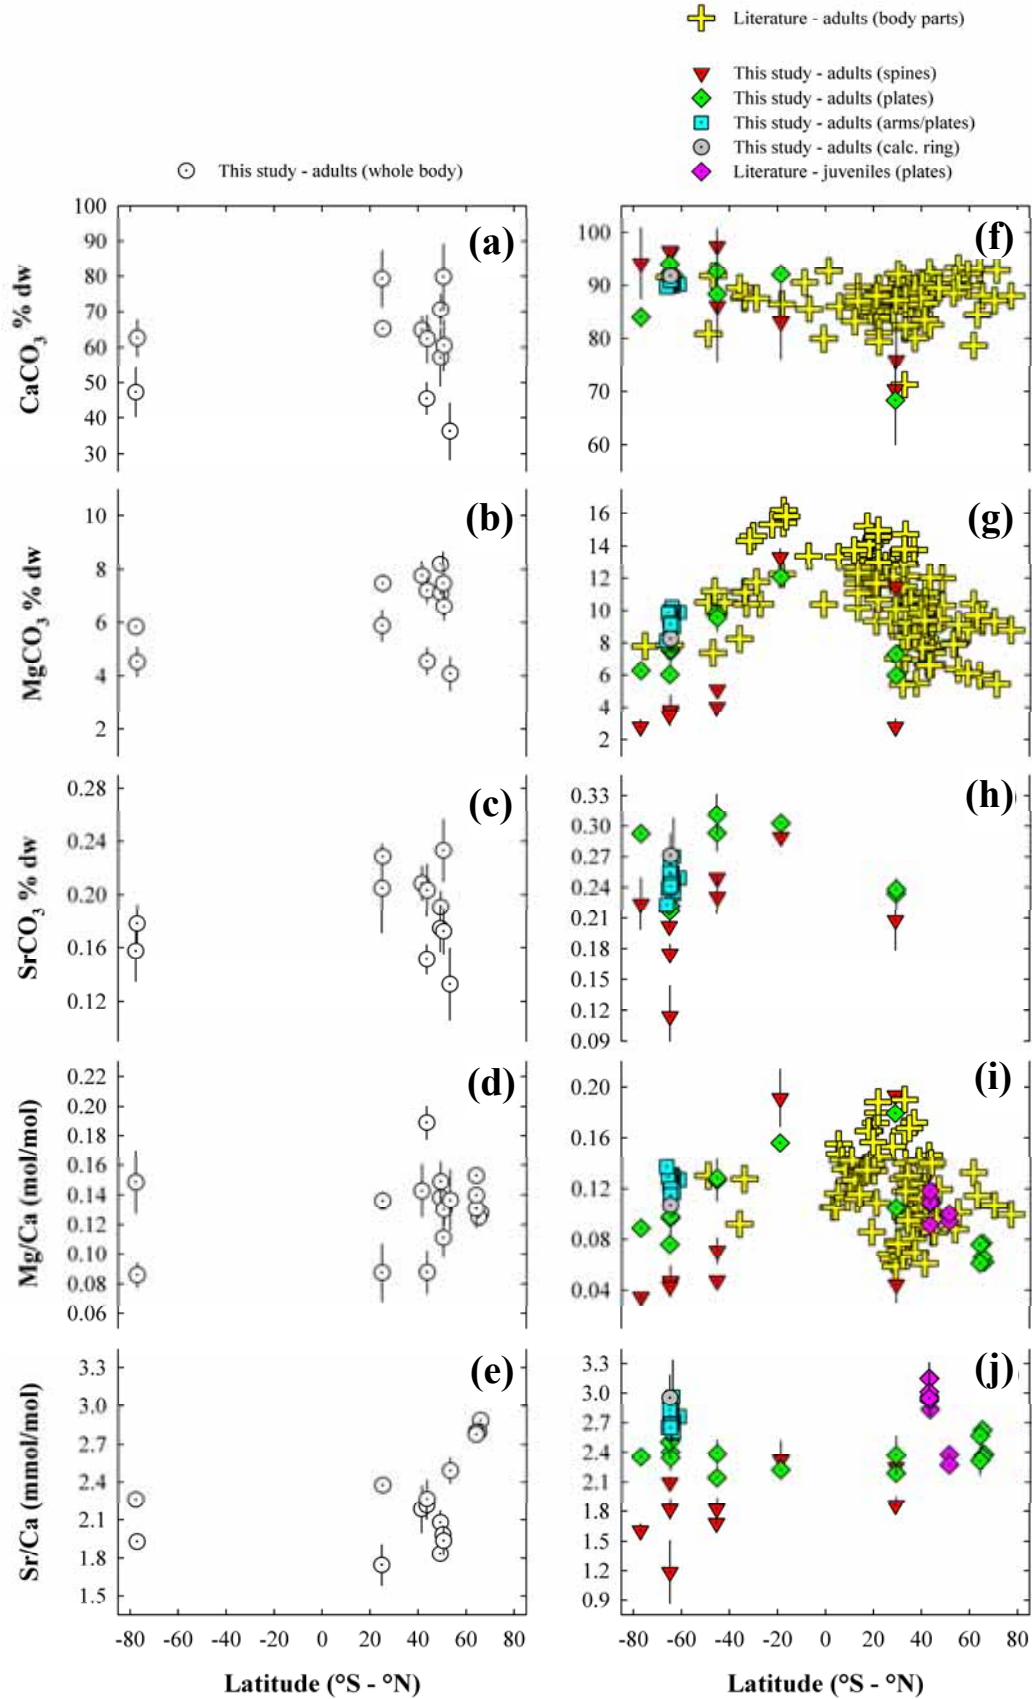 Literature - adults (body parts)
This study - adults (spines)
This study - adults (plates)
This study - adults (arms/plates)
This study - adults (calc. ring)
Literature - juveniles (plates)
This study - adults (whole body)
CaCO3 % dw
100
90
80
70
60
50
40
30
(a)
100
90
80
70
60
(f)
MgCO3 % dw
10
8
6
4
2
(b)
16
14
12
10
8
6
4
2
(g)
SrCO3 % dw
0.28
0.24
0.20
0.16
0.12
(c)
0.33
0.30
0.27
0.24
0.21
0.18
0.15
0.12
0.09
(h)
Mg/Ca (mol/mol)
0.22
0.20
0.18
0.16
0.14
0.12
0.10
0.08
0.06
(d)
0.20
0.16
0.12
0.08
0.04
(i)
Sr/Ca (mmol/mol)
3.3
3.0
2.7
2.4
2.1
1.8
1.5
(e)
3.3
3.0
2.7
2.4
2.1
1.8
1.5
1.2
0.9
(j)
-80 -60 -40 -20 0 20 40 60 80
-80 -60 -40 -20 0 20 40 60 80
Latitude (°S - °N)
Latitude (°S - °N)